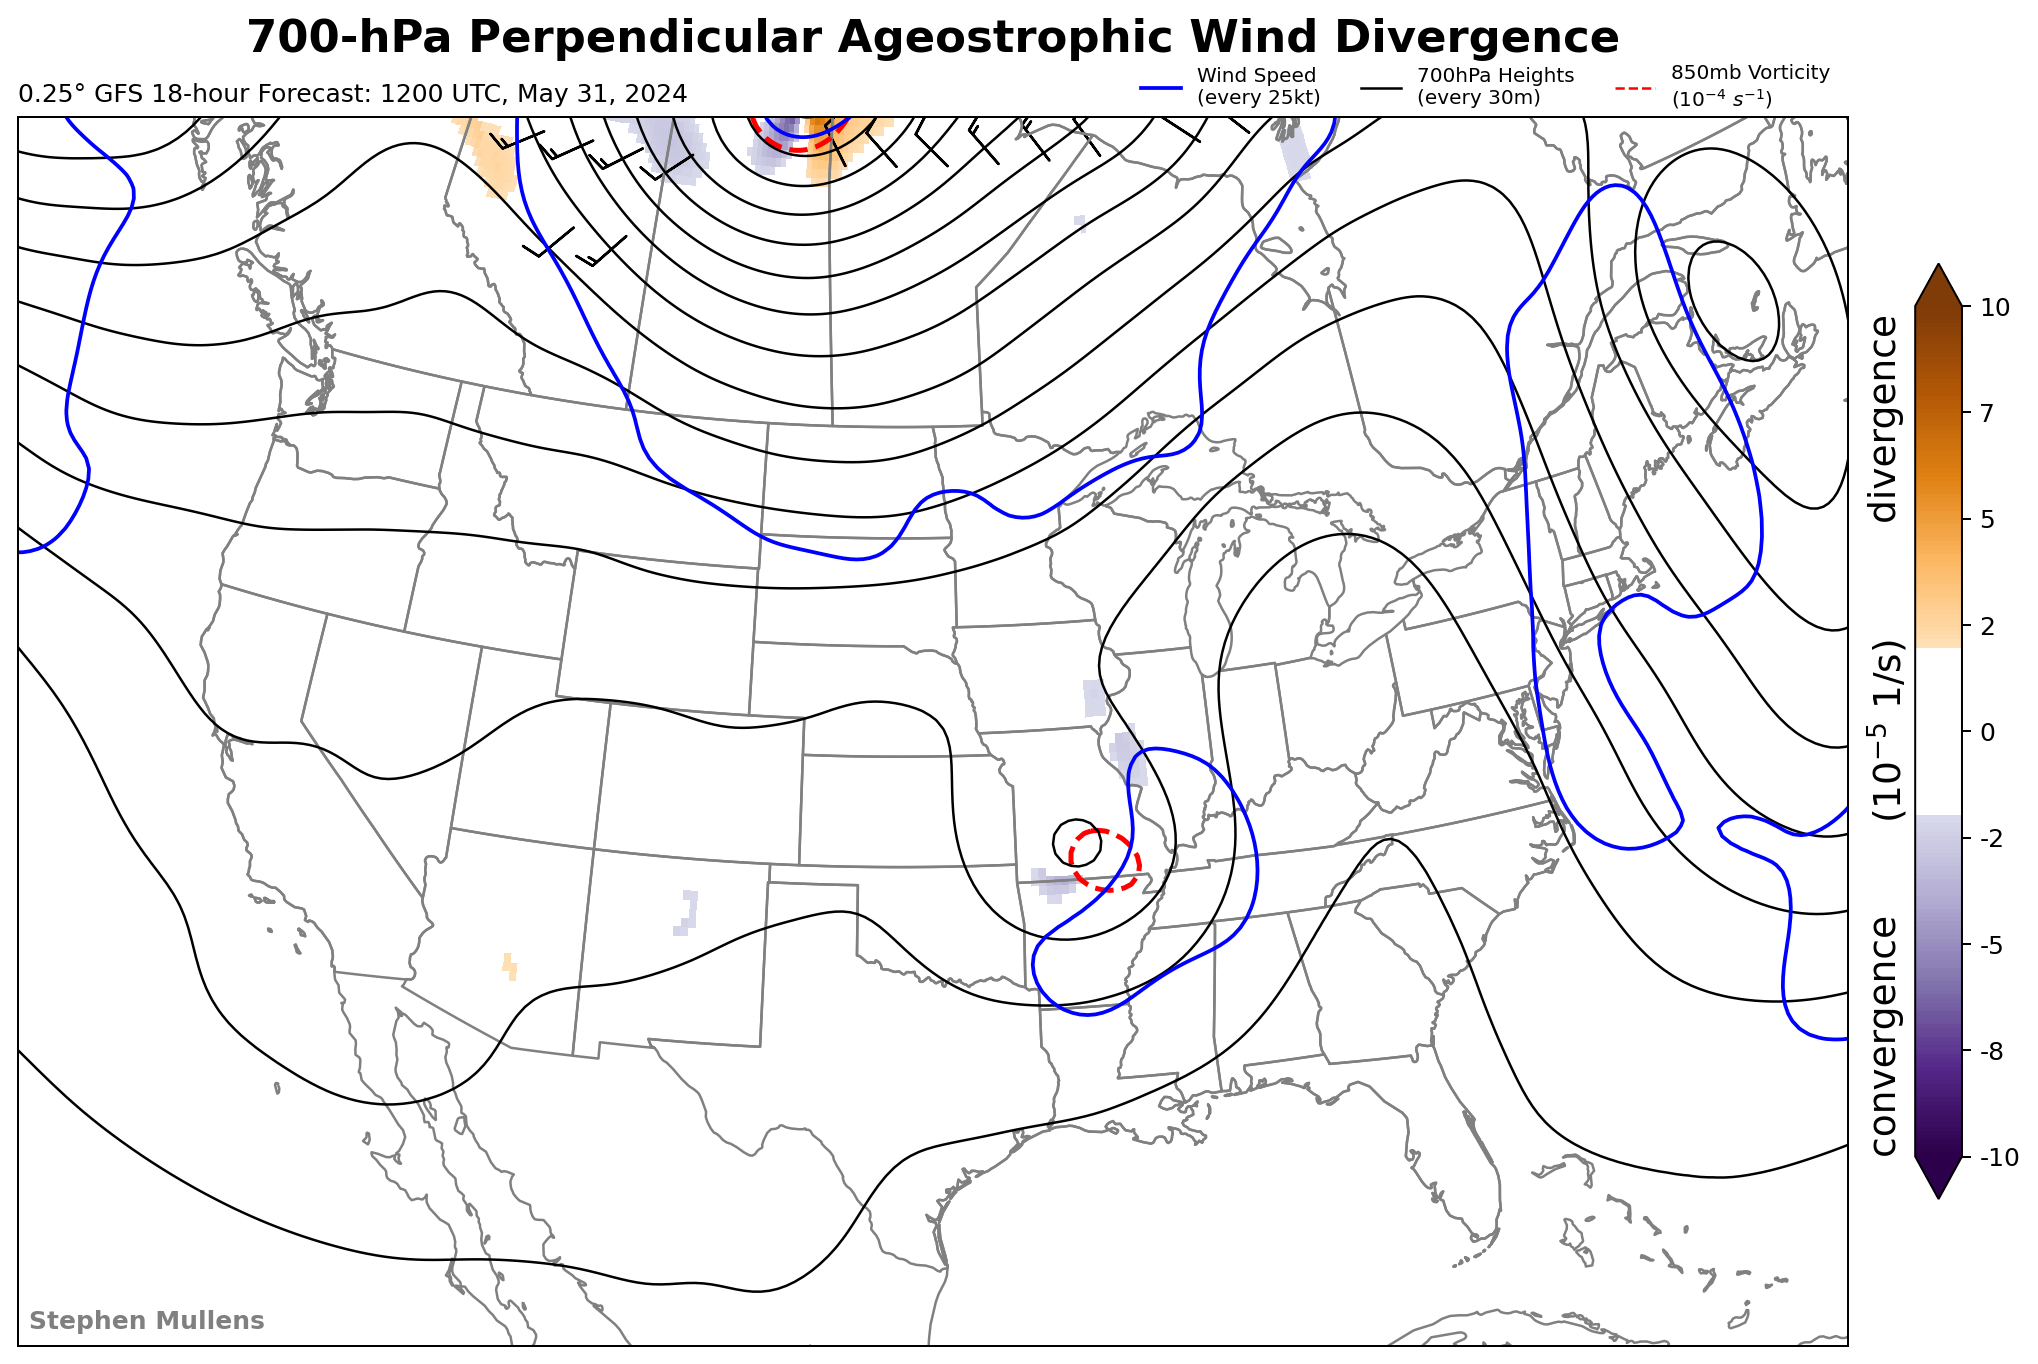 700-hPa Perpendicular Ageostrophic Wind Divergence
0.25° GFS 18-hour Forecast: 1200 UTC, May 31, 2024
Wind Speed
(every 25kt)
700hPa Heights
(every 30m)
850mb Vorticity
(10⁻⁴ s⁻¹)
10
7
5
2
0
-2
-5
-8
-10
convergence (10⁻⁵ 1/s) divergence
Stephen Mullens